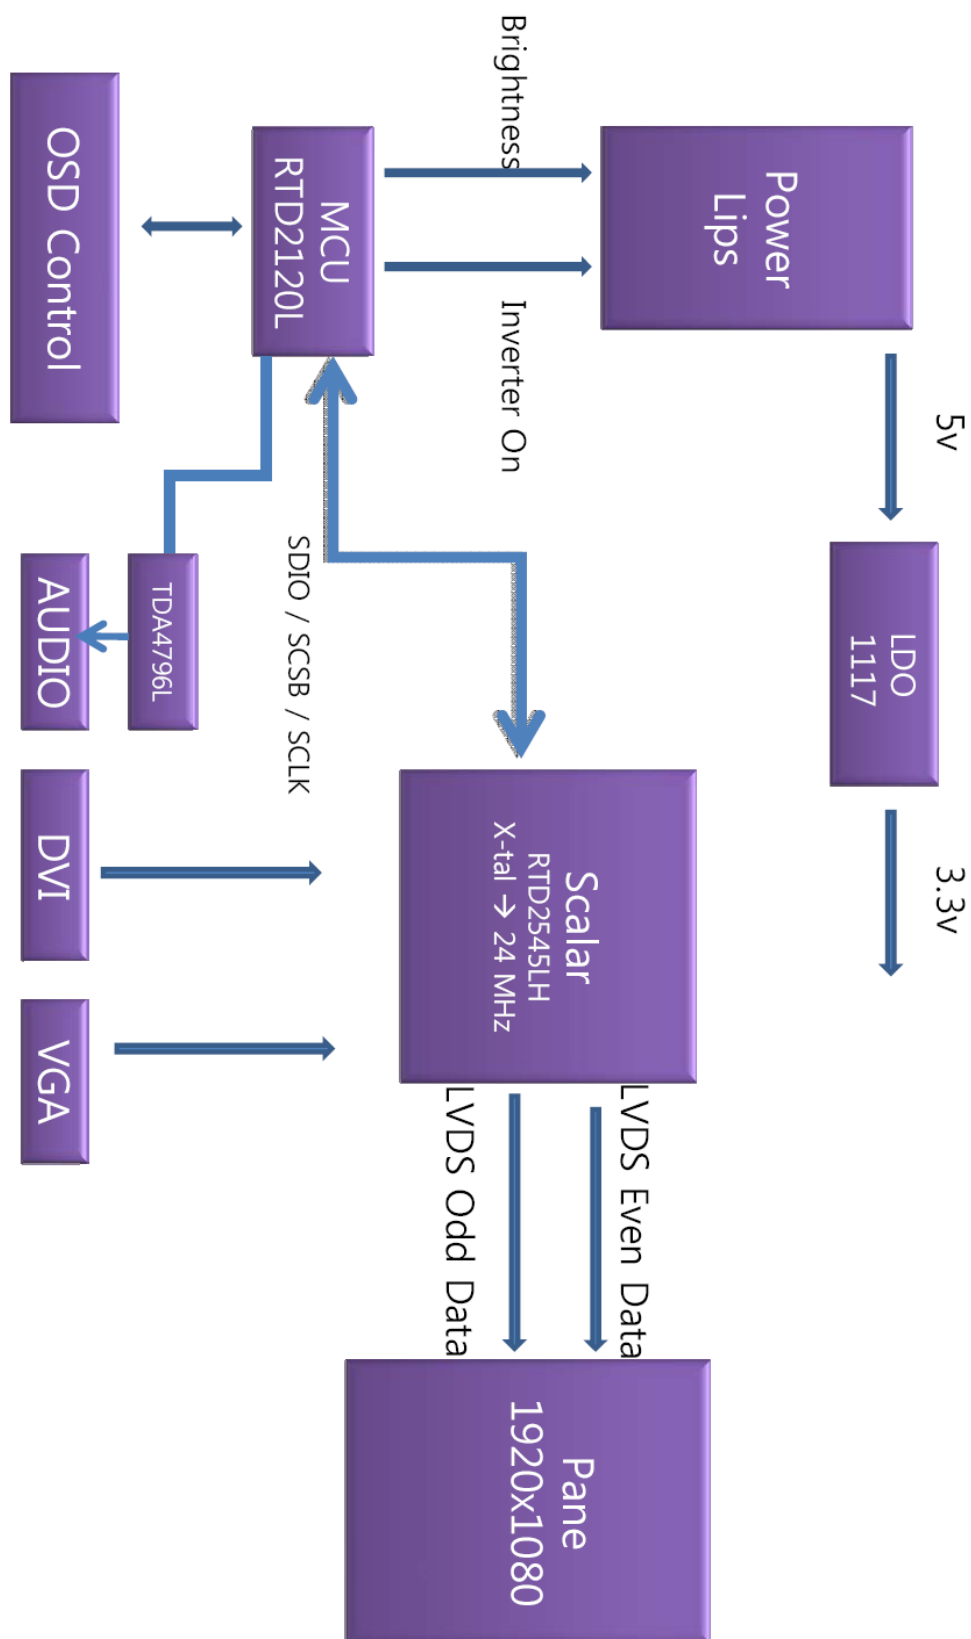 Power
Lips
5v
LDO
1117
3.3v
Brightness
Inverter On
MCU
RTD2120L
SDIO / SCSB / SCLK
Scalar
RTD2545LH
X-tal → 24 MHz
LVDS Even Data
LVDS Odd Data
Pane
1920x1080
OSD Control
TDA4796L
AUDIO
DVI
VGA